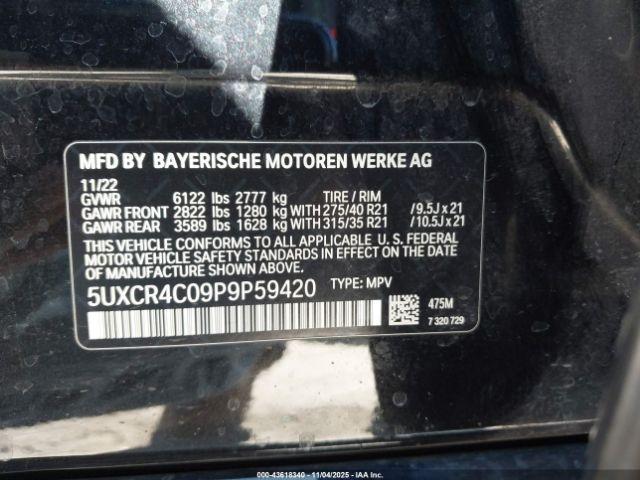 MFD BY BAYERISCHE MOTOREN WERKE AG
11/22
GVWR 6122 lbs 2777 kg TIRE / RIM
GAWR FRONT 2822 lbs 1280 kg WITH 275/40 R21 /9.5J x 21
GAWR REAR 3589 lbs 1628 kg WITH 315/35 R21 /10.5J x 21
THIS VEHICLE CONFORMS TO ALL APPLICABLE U. S. FEDERAL
MOTOR VEHICLE SAFETY STANDARDS IN EFFECT ON THE DATE
OF MANUFACTURE SHOWN ABOVE.
5UXCR4C09P9P59420 TYPE: MPV
475M
7 320 729
000-43618340 - 11/04/2025 - IAA Inc.